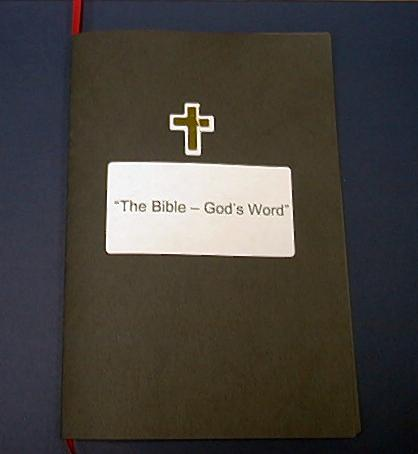 “The Bible – God’s Word”